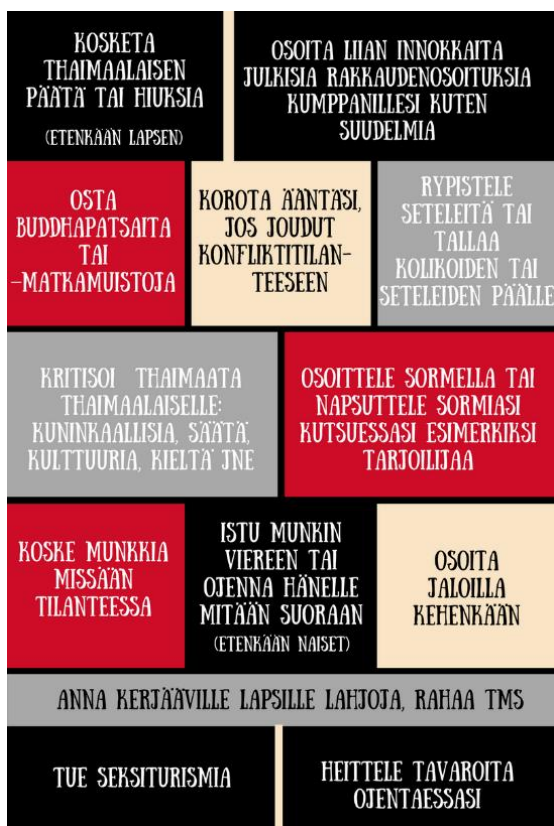 KOSKETA
THAIMAALAISEN
PÄÄTÄ TAI HIUKSIA
(ETENKÄÄN LAPSEN)
OSOITA LIIAN INNOKKAITA
JULKISIA RAKKAUDENOSOITUKSIA
KUMPPANILLESI KUTEN
SUUDELMIA
OSTA
BUDDHAPATSAITA
TAI
-MATKAMUISTOJA
KOROTA ÄÄNTÄSI,
JOS JOUDUT
KONFLIKTITILAN-
TEESEEN
RYPISTELE
SETELEITÄ TAI
TALLAA
KOLIKOIDEN TAI
SETELEIDEN PÄÄLLE
KRITISOI THAIMAATA
THAIMAALAISELLE:
KUNINKAALLISIA, SÄÄTÄ,
KULTTUURIA, KIELTÄ JNE
OSOITTELE SORMELLA TAI
NAPSUTTELE SORMIASI
KUTSUESSASI ESIMERKIKSI
TARJOILIJAA
KOSKE MUNKKIA
MISSÄÄN
TILANTEESSA
ISTU MUNKIN
VIEREEN TAI
OJENNA HÄNELLE
MITÄÄN SUORAAN
(ETENKÄÄN NAISET)
OSOITA
JALOILLA
KEHENKÄÄN
ANNA KERJÄÄVILLE LAPSILLE LAHJOJA, RAHAA TMS
TUE SEKSITURISMIA
HEITTELE TAVAROITA
OJENTAESSASI